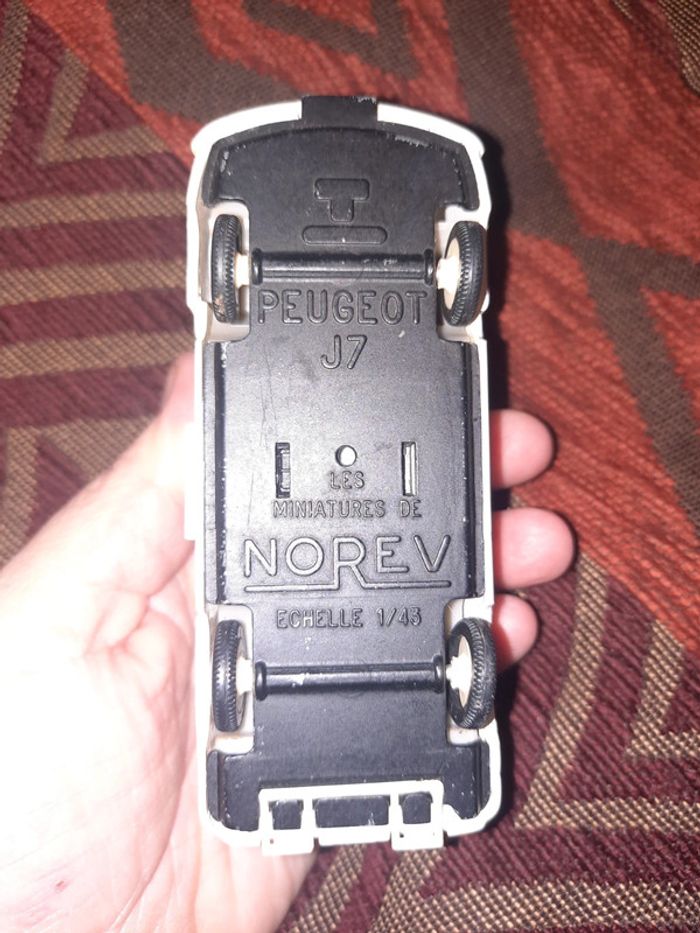 PEUGEOT
J7
LES
MINIATURES DE
NOREV
ECHELLE 1/43